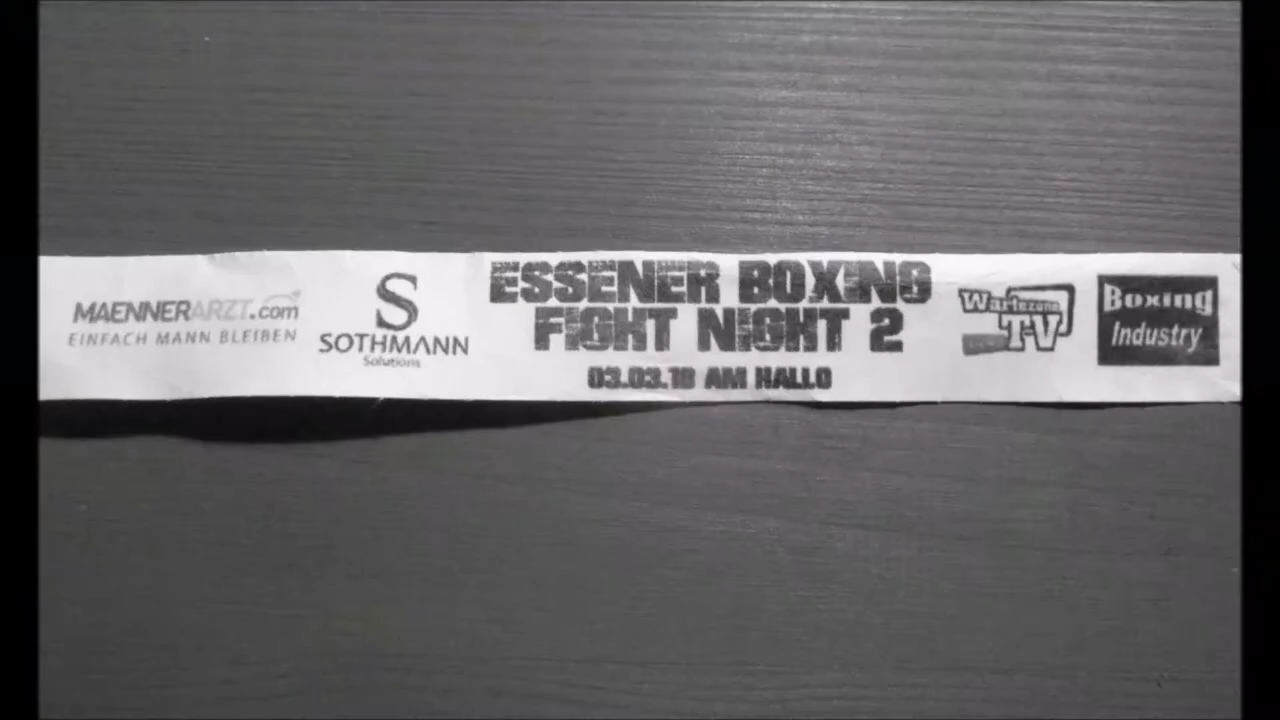 MAENNERARZT.com
EINFACH MANN BLEIBEN
S
SOTHMANN
Solutions
ESSENER BOXING
FIGHT NIGHT 2
03.03.18 AM HALLO
Wartezone
TV
Boxing
Industry